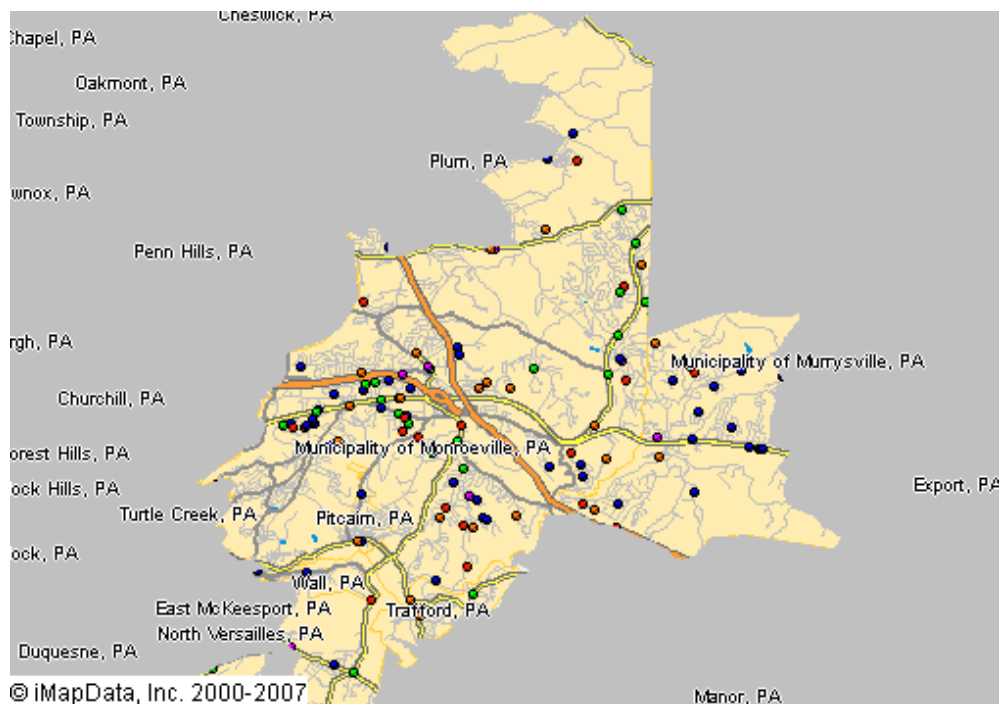 Cheswick, PA
Chapel, PA
Oakmont, PA
Township, PA
Plum, PA
wnox, PA
Penn Hills, PA
rgh, PA
Municipality of Murrysville, PA
Churchill, PA
Municipality of Monroeville, PA
orest Hills, PA
ock Hills, PA
Export, PA
Turtle Creek, PA
Pitcairn, PA
ock, PA
Wall, PA
East McKeesport, PA
Trafford, PA
North Versailles, PA
Duquesne, PA
© iMapData, Inc. 2000-2007
Manor, PA